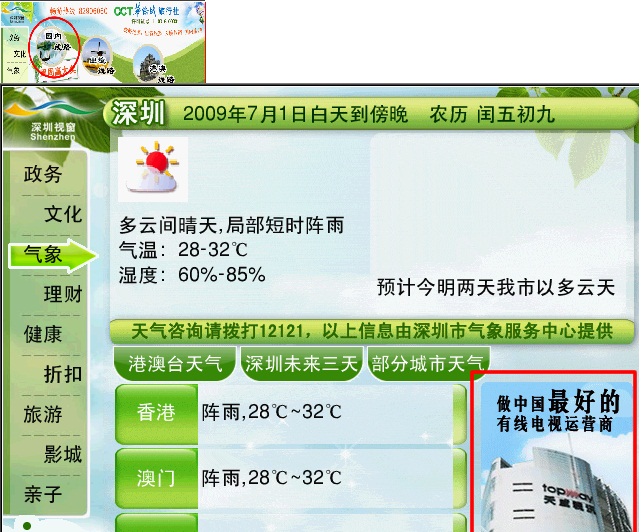 畅游热线 82906080
CCT 华侨城 旅行社
国内
线路
政务
文化
气象
港澳
线路
深圳视窗
Shenzhen
深圳 2009年7月1日白天到傍晚 农历 闰五初九
政务
文化
气象
理财
健康
折扣
旅游
影城
亲子
多云间晴天,局部短时阵雨
气温: 28-32℃
湿度: 60%-85%
预计今明两天我市以多云天
天气咨询请拨打12121，以上信息由深圳市气象服务中心提供
港澳台天气 深圳未来三天 部分城市天气
香港 阵雨,28℃~32℃
澳门 阵雨,28℃~32℃
做中国最好的
有线电视运营商
topway
天威视讯